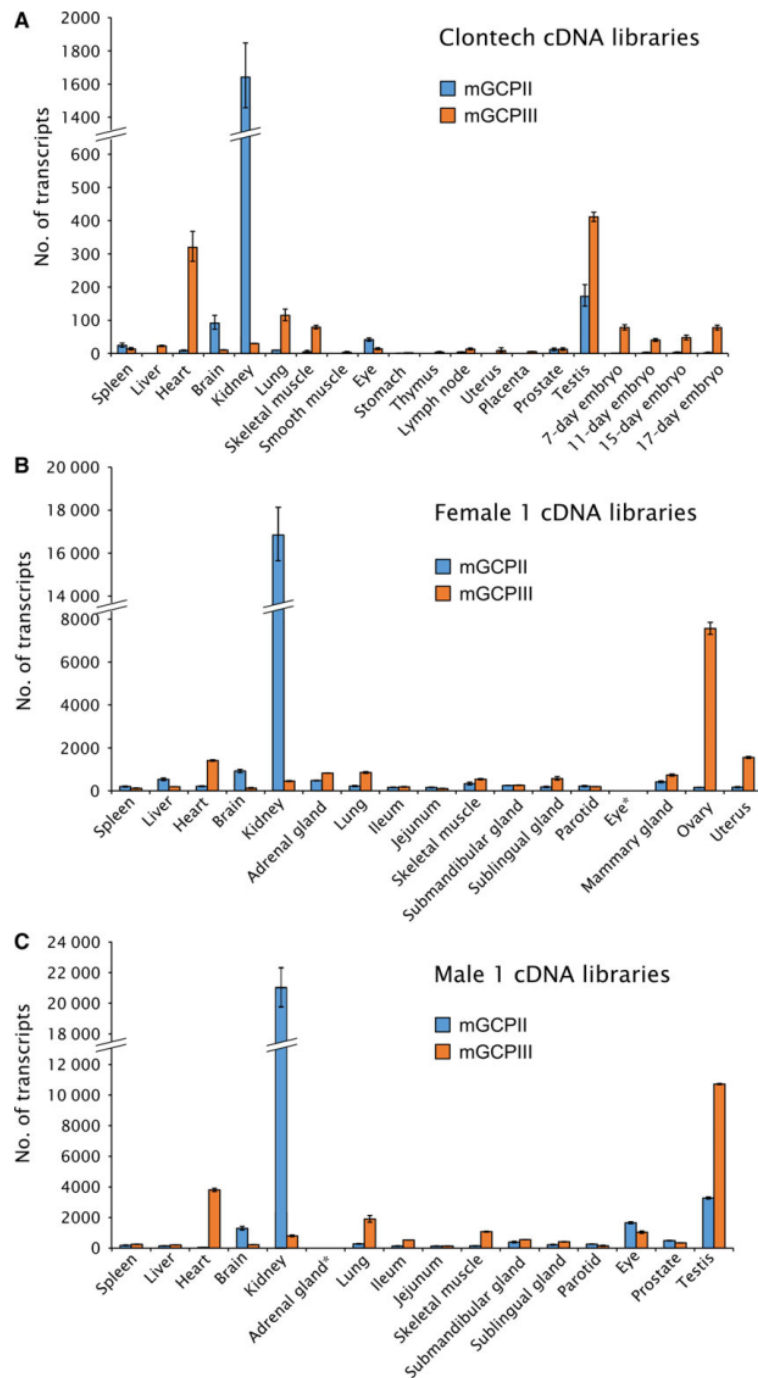 A
Clontech cDNA libraries
mGCPII
mGCPIII
No. of transcripts
2000
1800
1600
1400
600
500
400
300
200
100
0
Spleen
Liver
Heart
Brain
Kidney
Lung
Skeletal muscle
Smooth muscle
Eye
Stomach
Thymus
Lymph node
Uterus
Placenta
Prostate
Testis
7-day embryo
11-day embryo
15-day embryo
17-day embryo
B
Female 1 cDNA libraries
mGCPII
mGCPIII
No. of transcripts
20 000
18 000
16 000
14 000
8000
6000
4000
2000
0
Spleen
Liver
Heart
Brain
Kidney
Adrenal gland
Lung
Ileum
Jejunum
Skeletal muscle
Submandibular gland
Sublingual gland
Parotid
Eye*
Mammary gland
Ovary
Uterus
C
Male 1 cDNA libraries
mGCPII
mGCPIII
No. of transcripts
24 000
22 000
20 000
18 000
12 000
10 000
8000
6000
4000
2000
0
Spleen
Liver
Heart
Brain
Kidney
Adrenal gland*
Lung
Ileum
Jejunum
Skeletal muscle
Submandibular gland
Sublingual gland
Parotid
Eye
Prostate
Testis